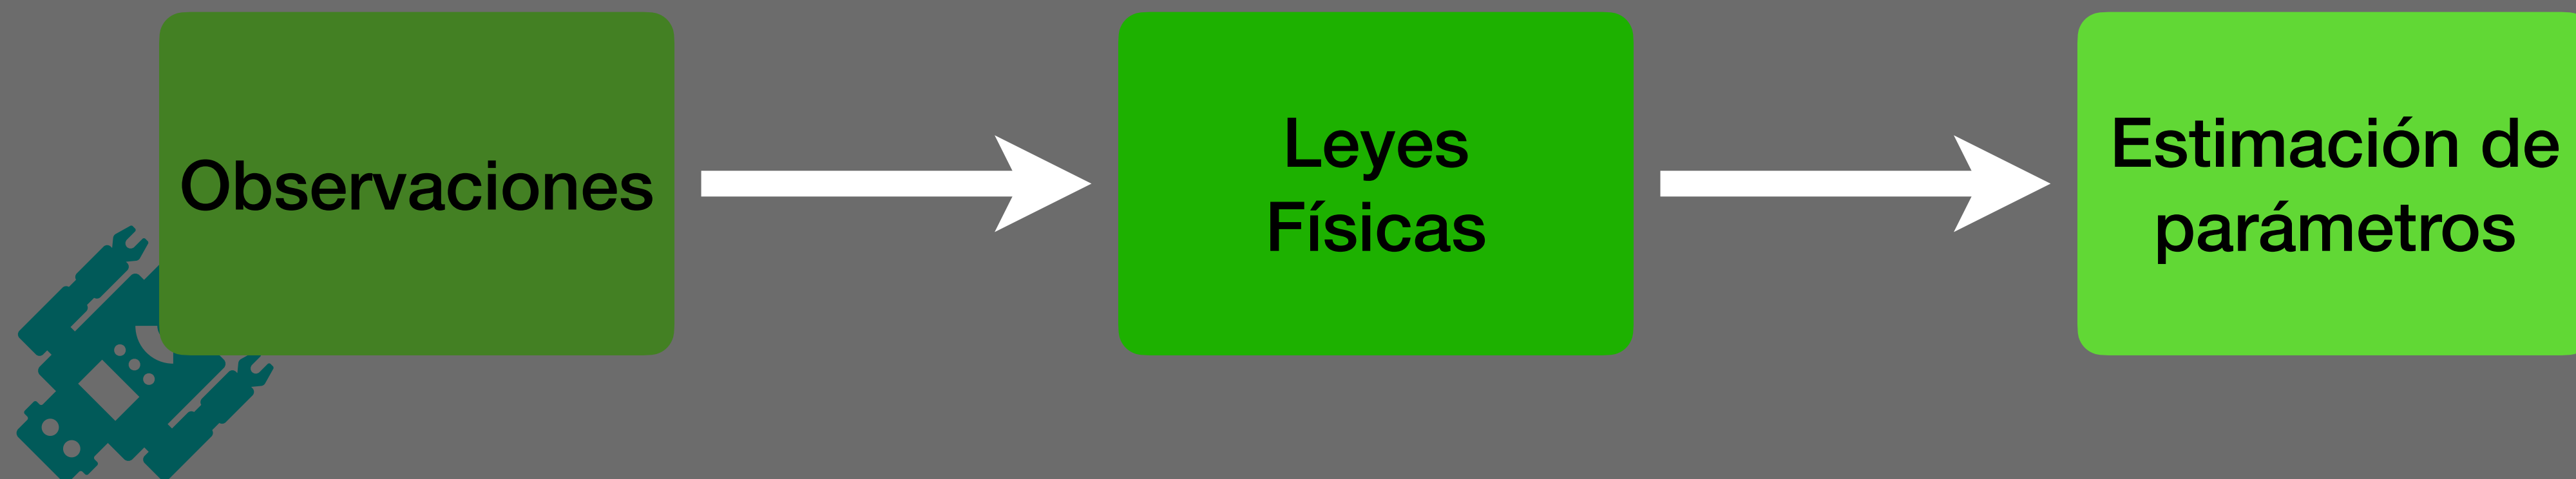 Observaciones
Leyes
Físicas
Estimación de
parámetros